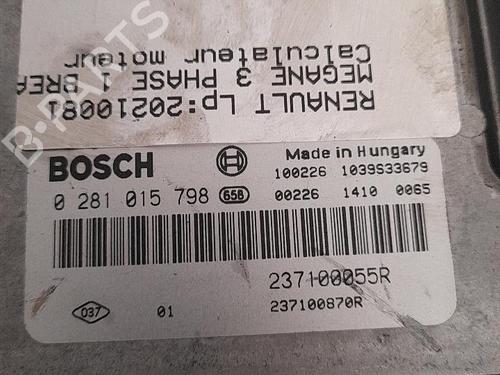 RENAULT Lp:20210081
MEGANE 3 PHASE 1 BREA
Calculateur moteur
B-PARTS
BOSCH
Made in Hungary
100226 1039S33679
0 281 015 798 65B
00226 1410 0065
237100055R
037 01
237100870R